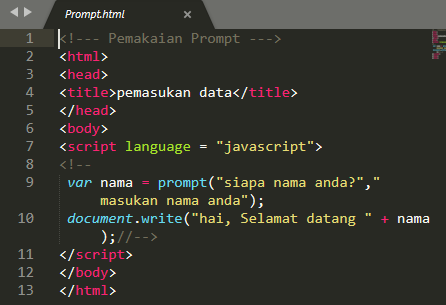 Prompt.html ×
1 <!--- Pemakaian Prompt --->
2 <html>
3 <head>
4 <title>pemasukan data</title>
5 </head>
6 <body>
7 <script language = "javascript">
8 <!--
9 var nama = prompt("siapa nama anda?","
masukan nama anda");
10 document.write("hai, Selamat datang " + nama
);//-->
11 </script>
12 </body>
13 </html>